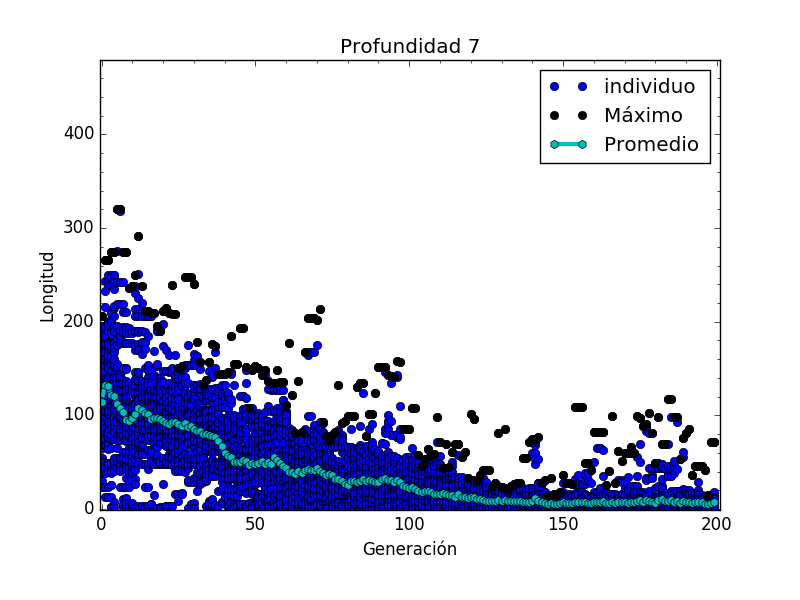 Profundidad 7
individuo
Máximo
Promedio
Longitud
400
300
200
100
0
0
50
100
150
200
Generación